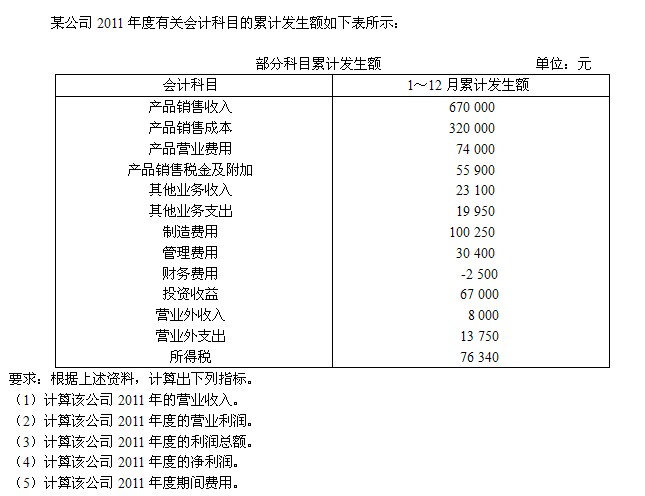 某公司 2011 年度有关会计科目的累计发生额如下表所示：
部分科目累计发生额 单位：元
会计科目 1～12 月累计发生额
产品销售收入 670 000
产品销售成本 320 000
产品营业费用 74 000
产品销售税金及附加 55 900
其他业务收入 23 100
其他业务支出 19 950
制造费用 100 250
管理费用 30 400
财务费用 -2 500
投资收益 67 000
营业外收入 8 000
营业外支出 13 750
所得税 76 340
要求：根据上述资料，计算出下列指标。
（1）计算该公司 2011 年的营业收入。
（2）计算该公司 2011 年度的营业利润。
（3）计算该公司 2011 年度的利润总额。
（4）计算该公司 2011 年度的净利润。
（5）计算该公司 2011 年度期间费用。